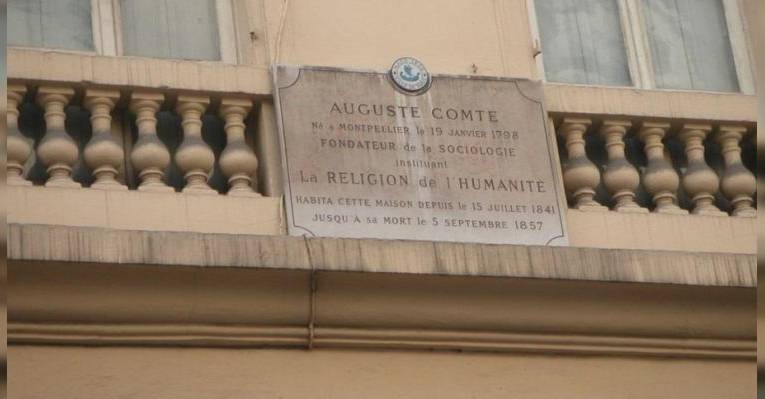 AUGUSTE COMTE
Né à MONTPELLIER le 19 JANVIER 1798
FONDATEUR de la SOCIOLOGIE
instituant
La RELIGION de l'HUMANITE
HABITA CETTE MAISON DEPUIS le 15 JUILLET 1841
JUSQU'À sa MORT le 5 SEPTEMBRE 1857